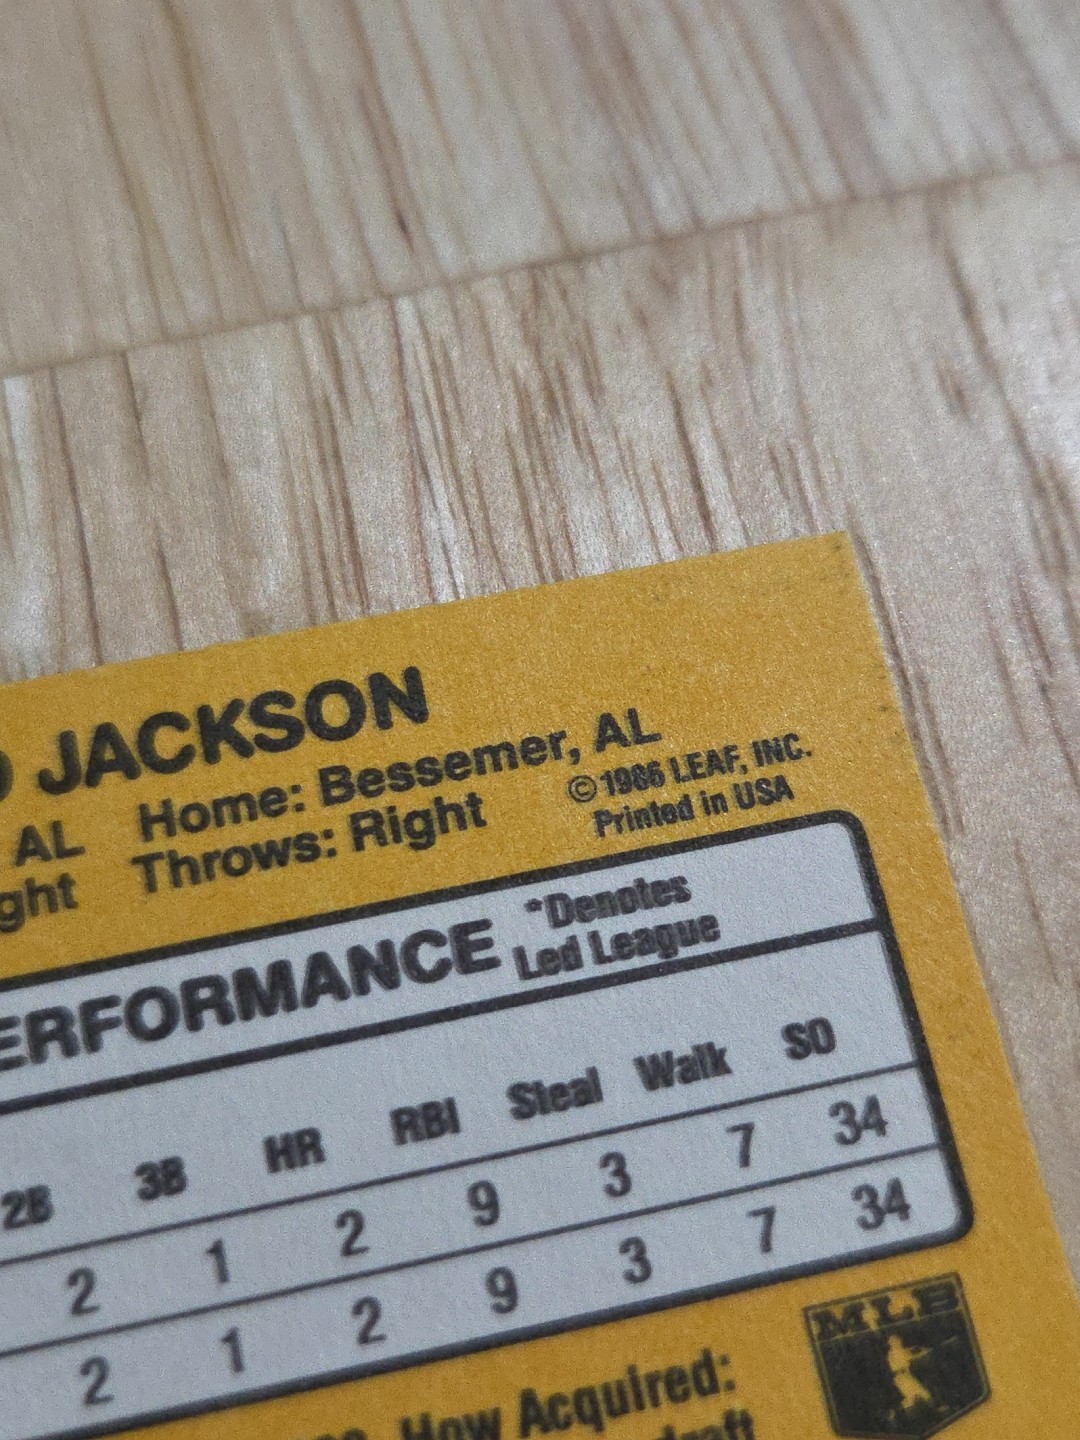 JACKSON
AL Home: Bessemer, AL
ght Throws: Right
© 1986 LEAF, INC.
Printed in USA
ERFORMANCE *Denotes
Led League
2B 3B HR RBI Steal Walk SO
2 1 2 9 3 7 34
2 1 2 9 3 7 34
MLB
How Acquired:
draft